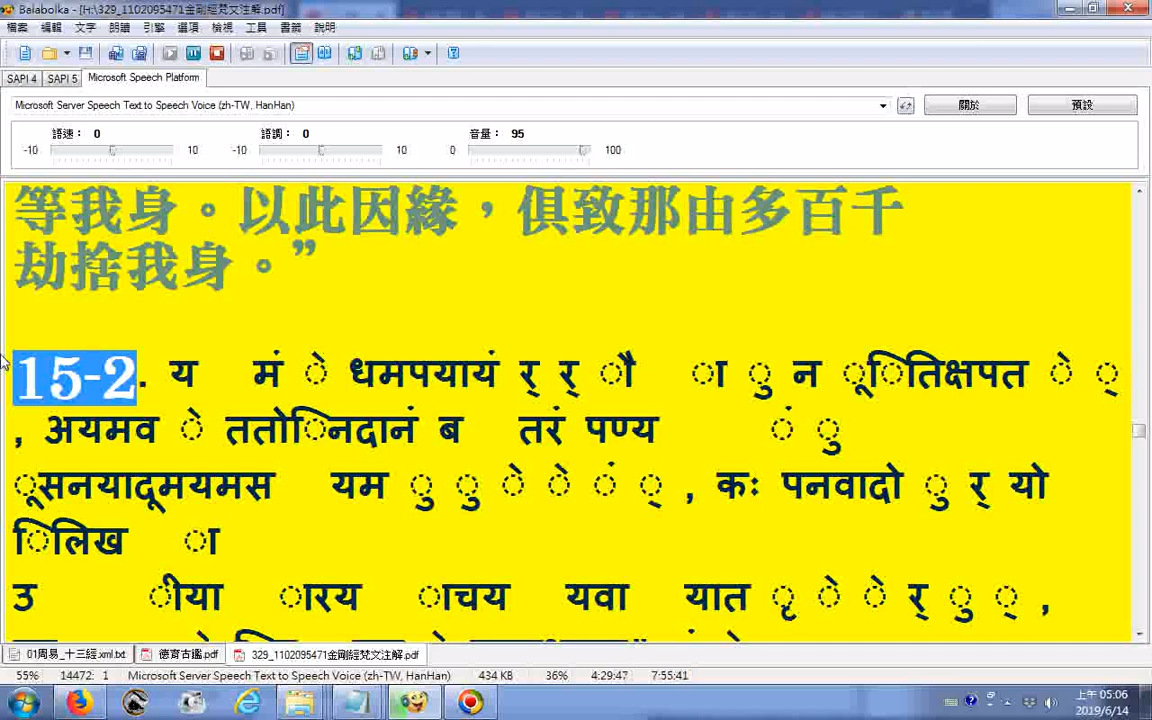 Balabolka - [H:\329_1102095471金剛經梵文注解.pdf]
檔案 編輯 文字 朗讀 引擎 選項 檢視 工具 書籤 說明
SAPI 4 SAPI 5 Microsoft Speech Platform
Microsoft Server Speech Text to Speech Voice (zh-TW, HanHan)
關於 預設
語速： 0 語調： 0 音量： 95
-10 10 -10 10 0 100
等我身。以此因緣，俱致那由多百千
劫捨我身。”
15-2. य मं े धमपयायं र् र् ौ ा ु न ूिततिक्षपत े ्
, अयमव े ततोिनदानं ब तरं पण्य ं ु
ूसनयादूमयमस यम ु ु े े ं ् , कः पनवादो ु र् यो
िलिख ा
उ ीया ारय ाचय यवा यात ृ े े र् ु ् ,
01周易_十三經.xml.txt 德育古鑑.pdf 329_1102095471金剛經梵文注解.pdf
55% 14472: 1 Microsoft Server Speech Text to Speech Voice (zh-TW, HanHan) 434 KB 36% 4:29:47 7:55:41
上午 05:06
2019/6/14